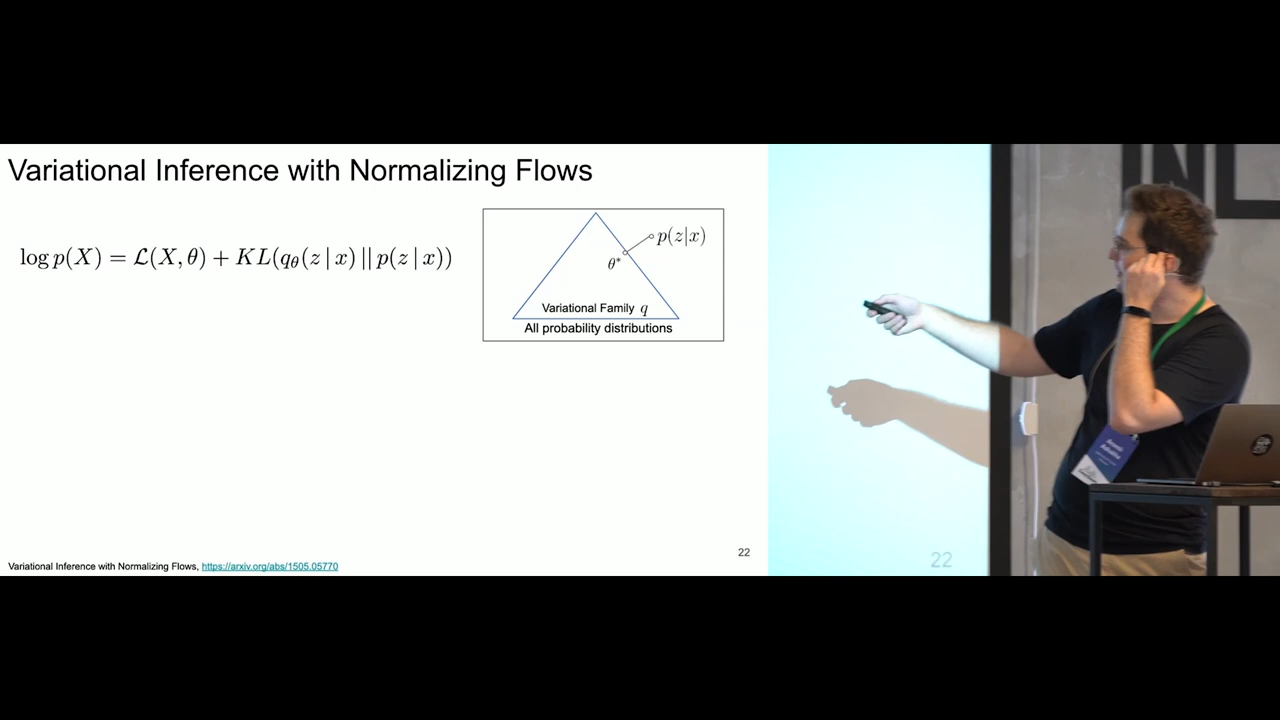 Variational Inference with Normalizing Flows
log p(X) = ℒ(X, θ) + KL(q_θ(z | x) || p(z | x))
p(z|x)
θ*
Variational Family q
All probability distributions
22
Variational Inference with Normalizing Flows, https://arxiv.org/abs/1505.05770
22